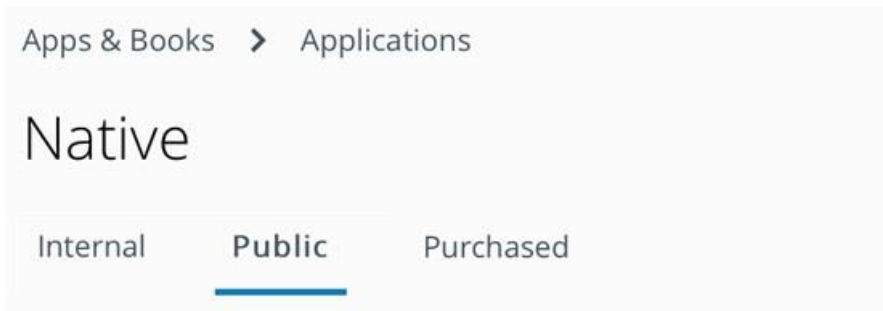 Apps & Books > Applications
Native
Internal Public Purchased